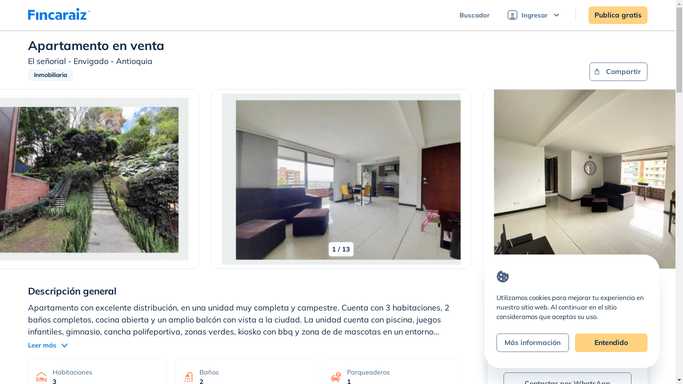 Fincaraiz
Buscador
Ingresar
Publica gratis
Apartamento en venta
El señorial - Envigado - Antioquia
Inmobiliaria
Compartir
1 / 13
Descripción general
Apartamento con excelente distribución, en una unidad muy completa y campestre. Cuenta con 3 habitaciones, 2
baños completos, cocina abierta y un amplio balcón con vista a la ciudad. La unidad cuenta con piscina, juegos
infantiles, gimnasio, cancha polifeportiva, zonas verdes, kiosko con bbq y zona de de mascotas en un entorno...
Leer más
Habitaciones
3
Baños
2
Parqueaderos
1
Utilizamos cookies para mejorar tu experiencia en
nuestro sitio web. Al continuar en el sitio
consideramos que aceptas su uso.
Más información
Entendido
Contactar por WhatsApp